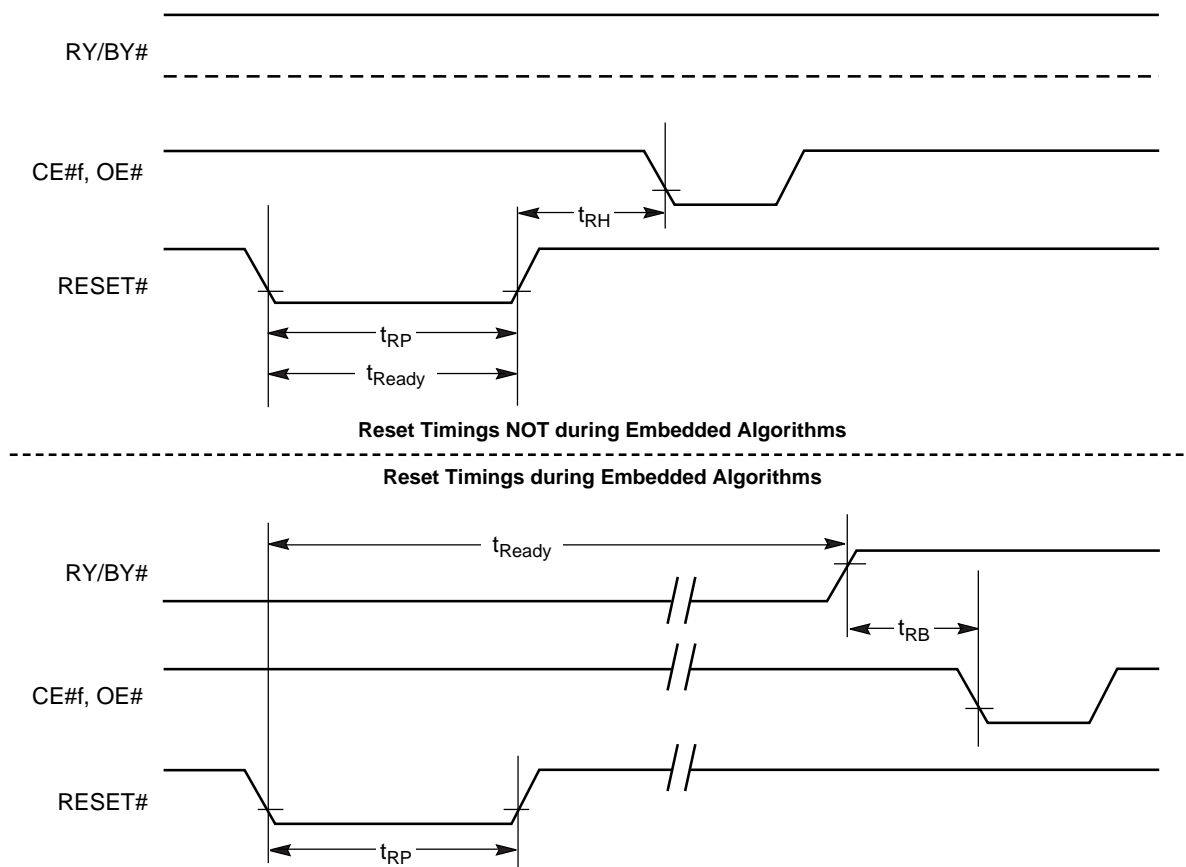 RY/BY#
CE#f, OE#
tRH
RESET#
tRP
tReady
Reset Timings NOT during Embedded Algorithms
Reset Timings during Embedded Algorithms
tReady
RY/BY#
tRB
CE#f, OE#
RESET#
tRP